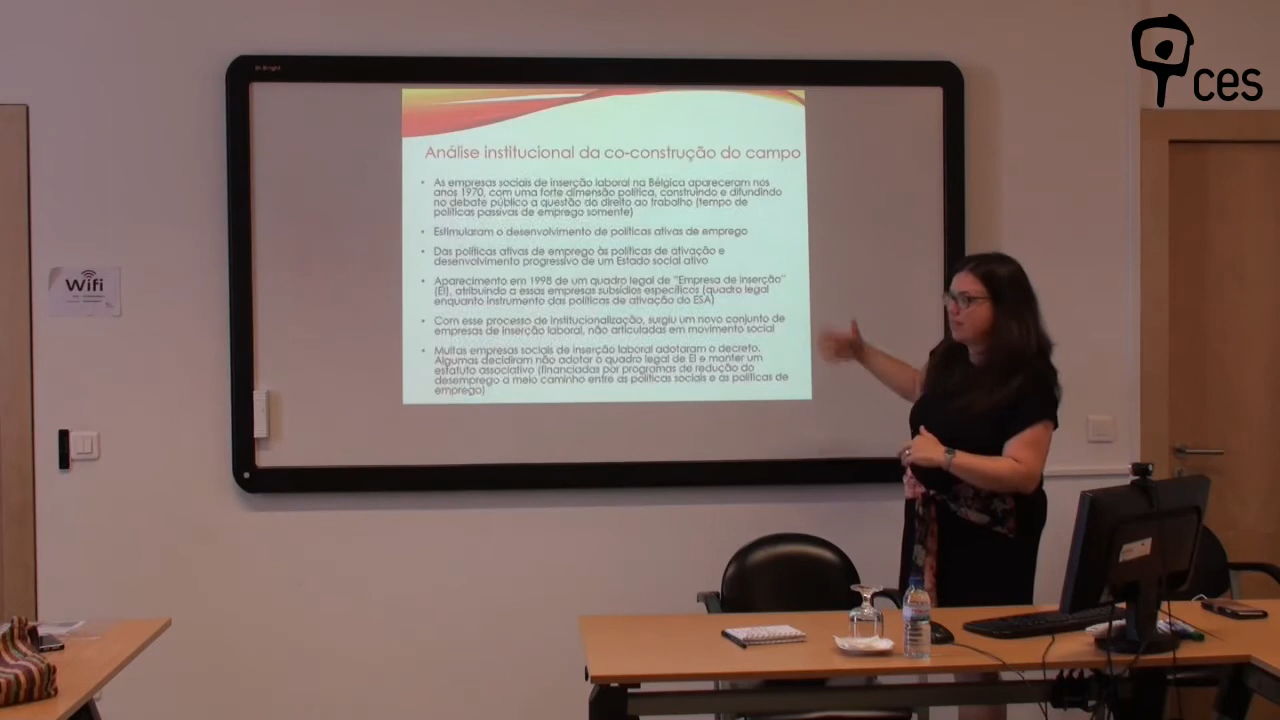 ces
Bi-Bright
Análise institucional da co-construção do campo
• As empresas sociais de inserção laboral na Bélgica apareceram nos
anos 1970, com uma forte dimensão política, construindo e difundindo
no debate público a questão do direito ao trabalho (tempo de
políticas passivas de emprego somente)
• Estimularam o desenvolvimento de políticas ativas de emprego
• Das políticas ativas de emprego às políticas de ativação e
desenvolvimento progressivo de um Estado social ativo
• Aparecimento em 1998 de um quadro legal de "Empresa de Inserção"
(EI), atribuindo a essas empresas subsídios específicos (quadro legal
enquanto instrumento das políticas de ativação do ESA)
• Com esse processo de institucionalização, surgiu um novo conjunto de
empresas de inserção laboral, não articuladas em movimento social
• Muitas empresas sociais de inserção laboral adotaram o decreto.
Algumas decidiram não adotar o quadro legal de EI e manter um
estatuto associativo (financiadas por programas de redução do
desemprego a meio caminho entre as políticas sociais e as políticas de
emprego)
Wifi